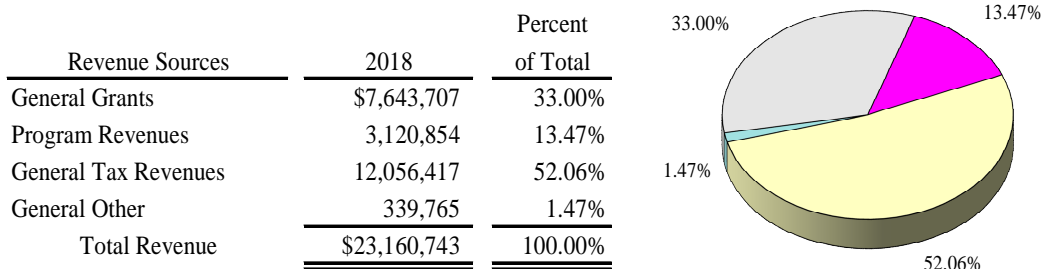 Percent
Revenue Sources 2018 of Total
General Grants $7,643,707 33.00%
Program Revenues 3,120,854 13.47%
General Tax Revenues 12,056,417 52.06%
General Other 339,765 1.47%
Total Revenue $23,160,743 100.00%
33.00%
13.47%
1.47%
52.06%